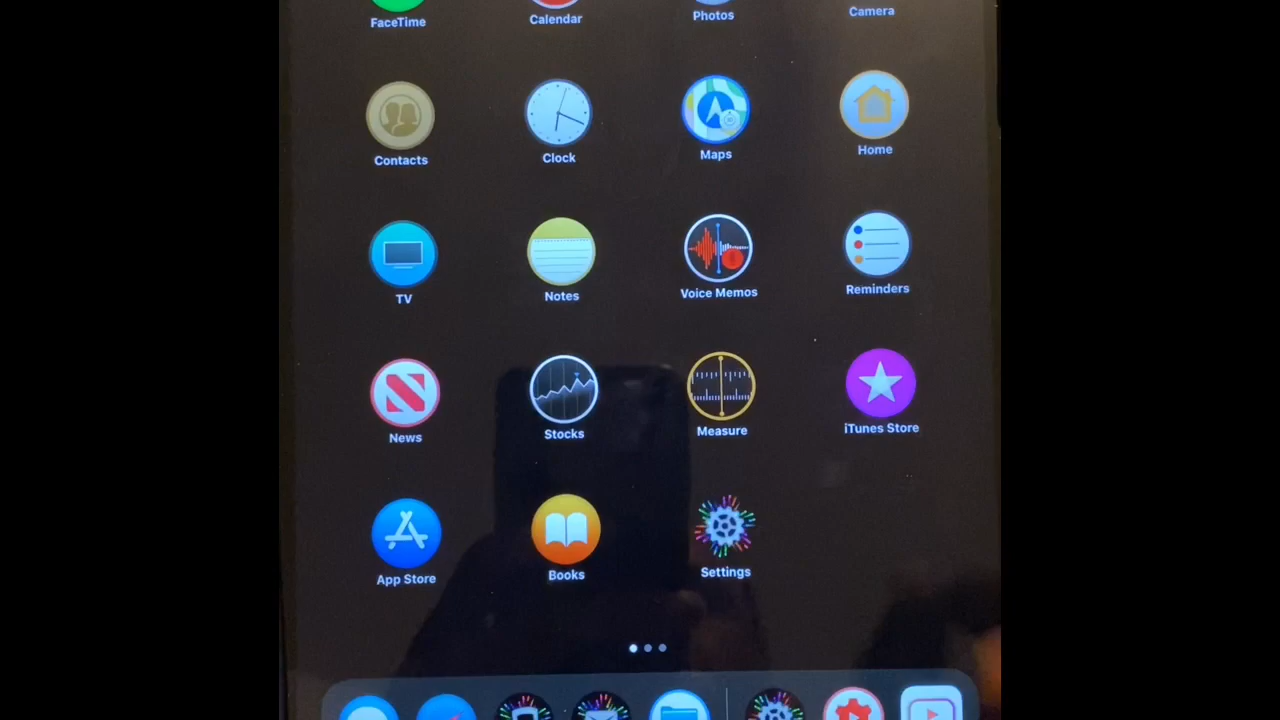 FaceTime Calendar Photos Camera
Contacts Clock Maps Home
TV Notes Voice Memos Reminders
News Stocks Measure iTunes Store
App Store Books Settings